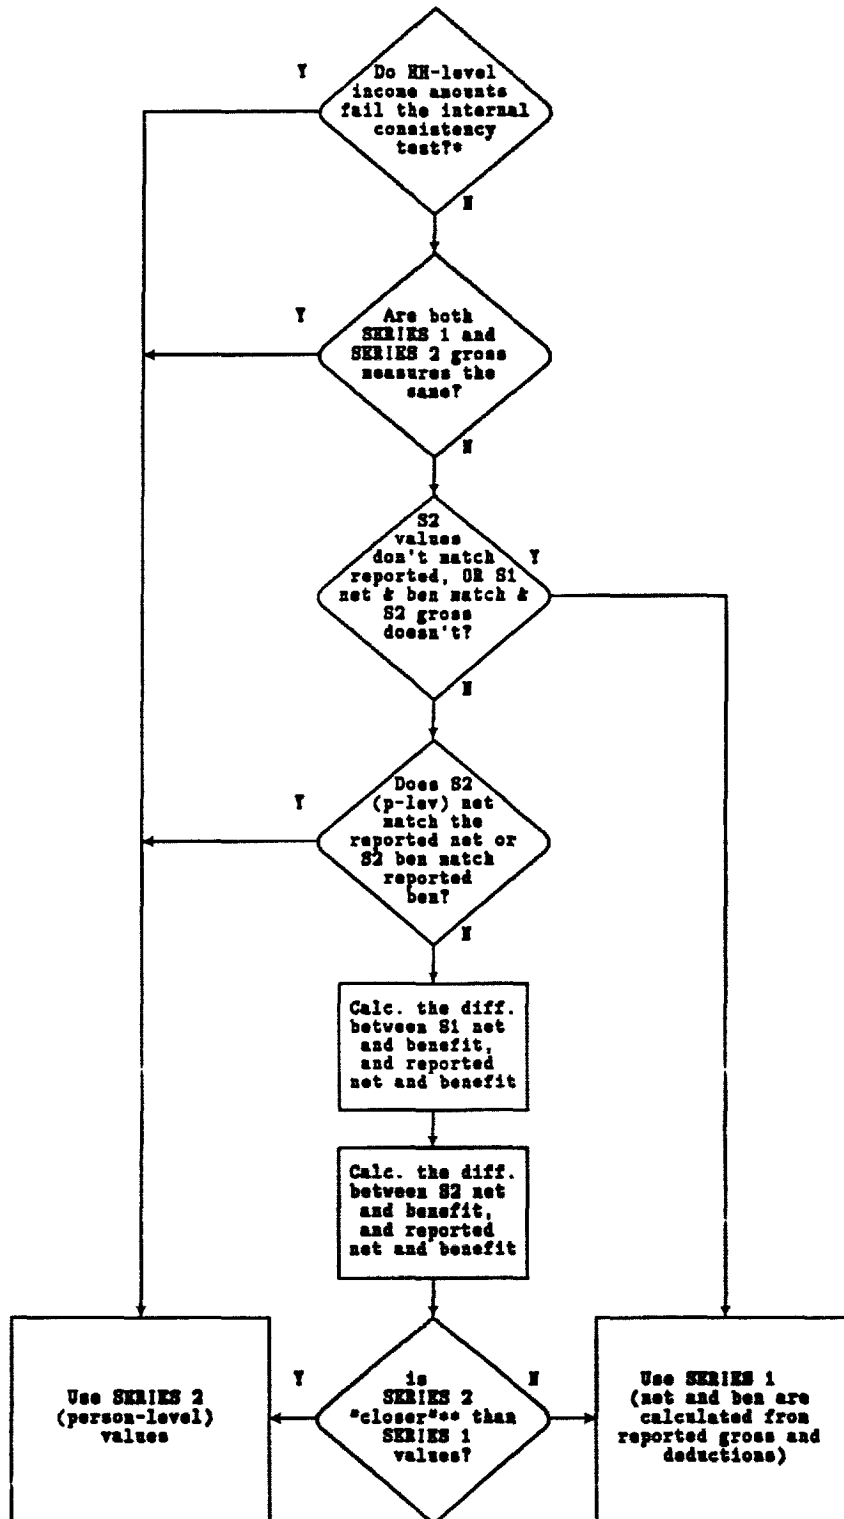 Y
Do HH-level
income amounts
fail the internal
consistency
test?*
N
Y
Are both
SERIES 1 and
SERIES 2 gross
measures the
same?
N
S2
values
don't match
reported, OR S1
net & ben match &
S2 gross
doesn't?
Y
N
Y
Does S2
(p-lev) net
match the
reported net or
S2 ben match
reported
ben?
N
Calc. the diff.
between S1 net
and benefit,
and reported
net and benefit
Calc. the diff.
between S2 net
and benefit,
and reported
net and benefit
Use SERIES 2
(person-level)
values
Y
is
SERIES 2
"closer"** than
SERIES 1
values?
N
Use SERIES 1
(net and ben are
calculated from
reported gross and
deductions)